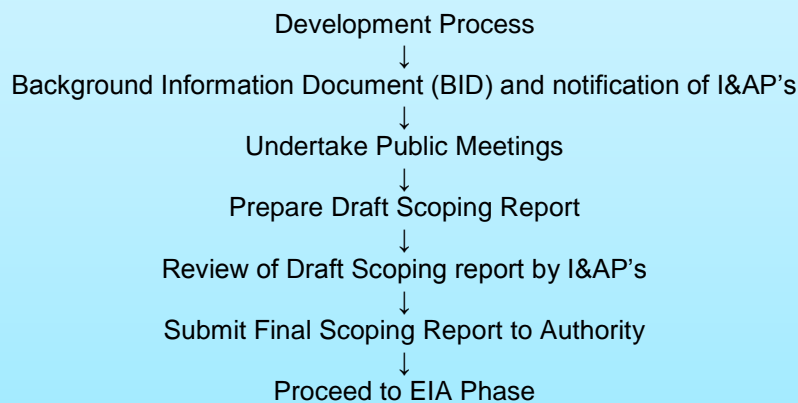 Development Process
↓
Background Information Document (BID) and notification of I&AP’s
↓
Undertake Public Meetings
↓
Prepare Draft Scoping Report
↓
Review of Draft Scoping report by I&AP’s
↓
Submit Final Scoping Report to Authority
↓
Proceed to EIA Phase